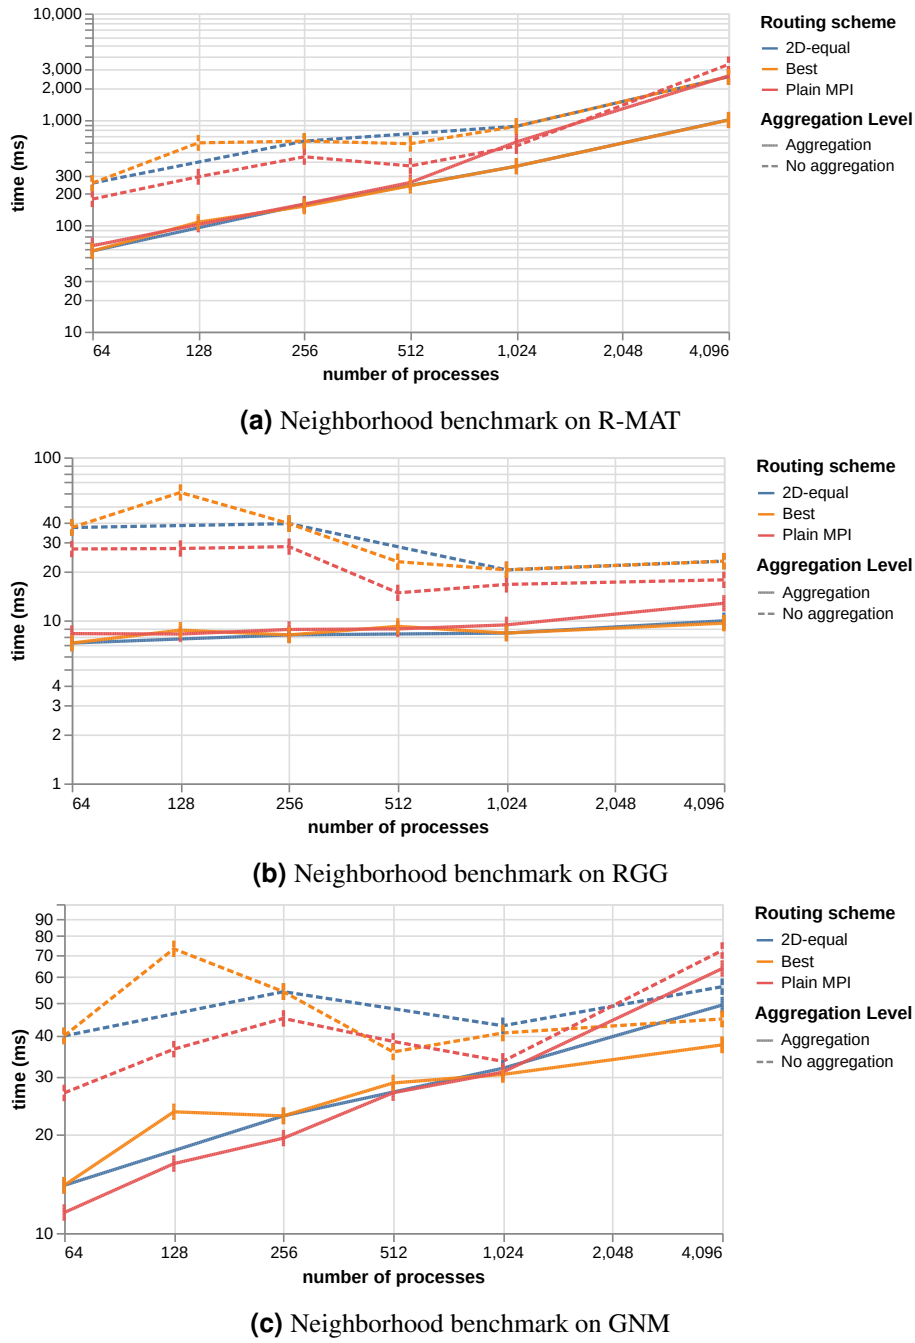 10,000
3,000
2,000
1,000
300
200
100
30
20
10
time (ms)
64 128 256 512 1,024 2,048 4,096
number of processes
Routing scheme
2D-equal
Best
Plain MPI
Aggregation Level
Aggregation
No aggregation
(a) Neighborhood benchmark on R-MAT
100
40
30
20
10
4
3
2
1
time (ms)
64 128 256 512 1,024 2,048 4,096
number of processes
Routing scheme
2D-equal
Best
Plain MPI
Aggregation Level
Aggregation
No aggregation
(b) Neighborhood benchmark on RGG
90
80
70
60
50
40
30
20
10
time (ms)
64 128 256 512 1,024 2,048 4,096
number of processes
Routing scheme
2D-equal
Best
Plain MPI
Aggregation Level
Aggregation
No aggregation
(c) Neighborhood benchmark on GNM